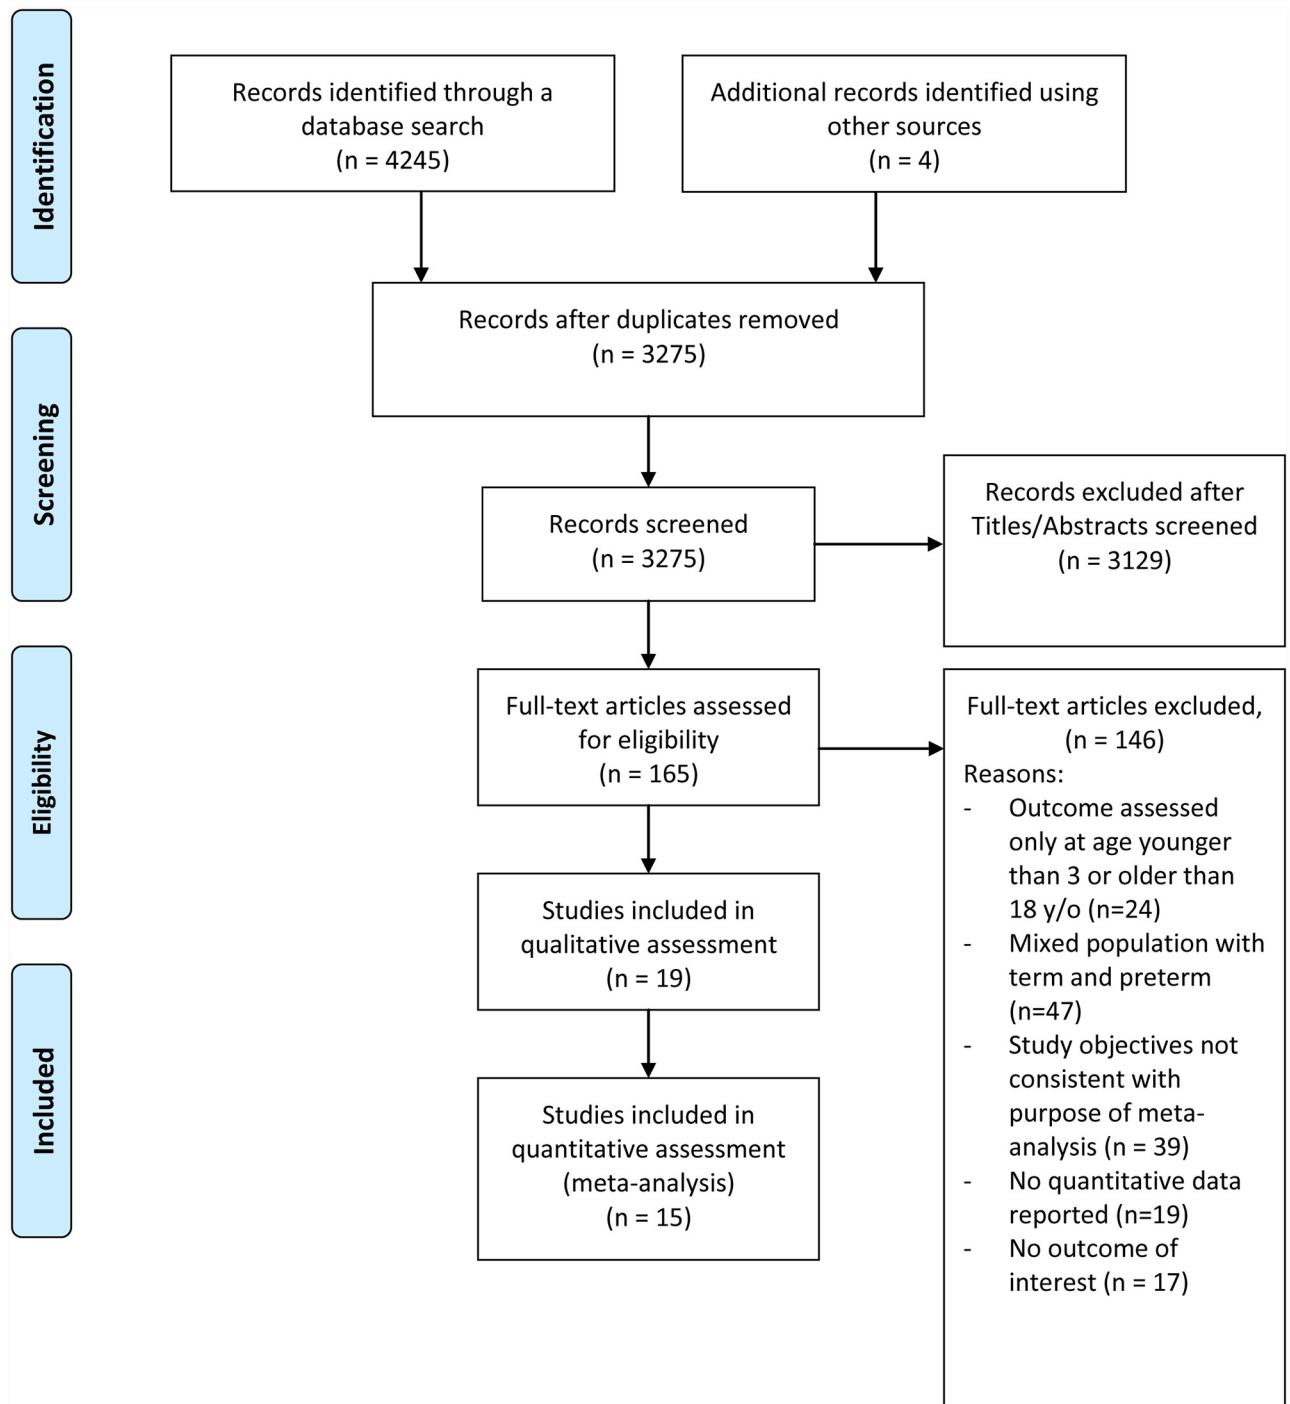 Identification
Records identified through a
database search
(n = 4245)
Additional records identified using
other sources
(n = 4)
Records after duplicates removed
(n = 3275)
Screening
Records screened
(n = 3275)
Records excluded after
Titles/Abstracts screened
(n = 3129)
Eligibility
Full-text articles assessed
for eligibility
(n = 165)
Full-text articles excluded,
(n = 146)
Reasons:
- Outcome assessed
only at age younger
than 3 or older than
18 y/o (n=24)
- Mixed population with
term and preterm
(n=47)
- Study objectives not
consistent with
purpose of meta-
analysis (n = 39)
- No quantitative data
reported (n=19)
- No outcome of
interest (n = 17)
Studies included in
qualitative assessment
(n = 19)
Included
Studies included in
quantitative assessment
(meta-analysis)
(n = 15)